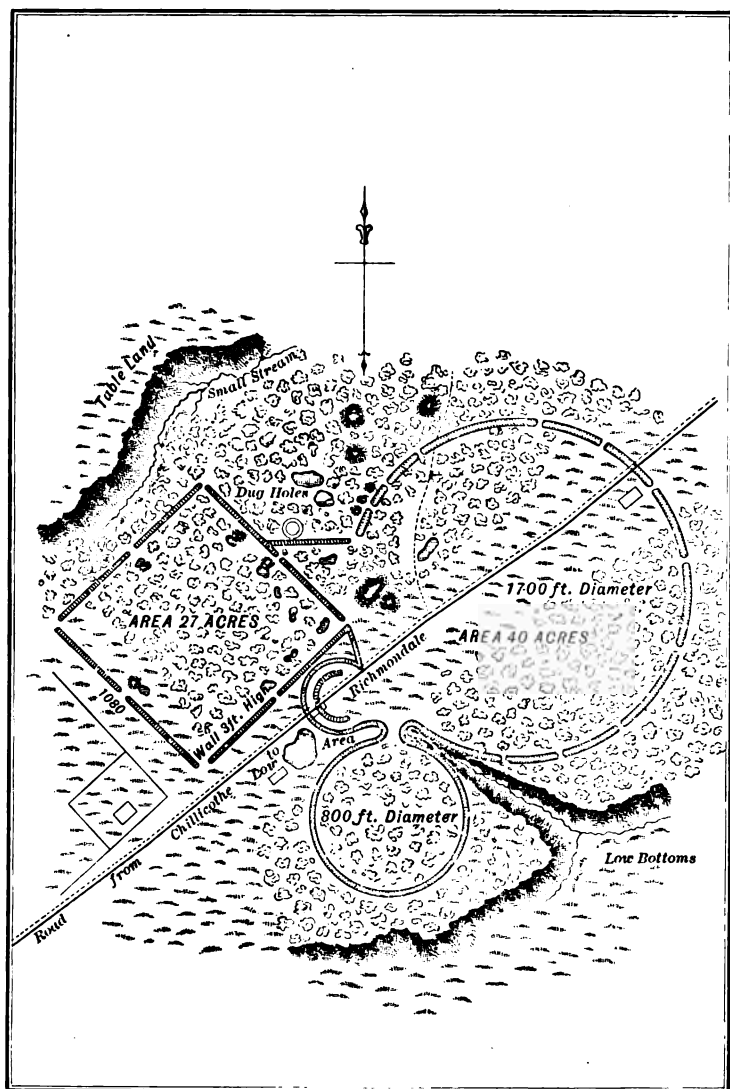 Table Land
Small Stream
Dug Holes
1700 ft. Diameter
AREA 27 ACRES
AREA 40 ACRES
Richmondale
1080
Wall 3ft. High
Area
to
Low
Chillicothe
800 ft. Diameter
from
Low Bottoms
Road